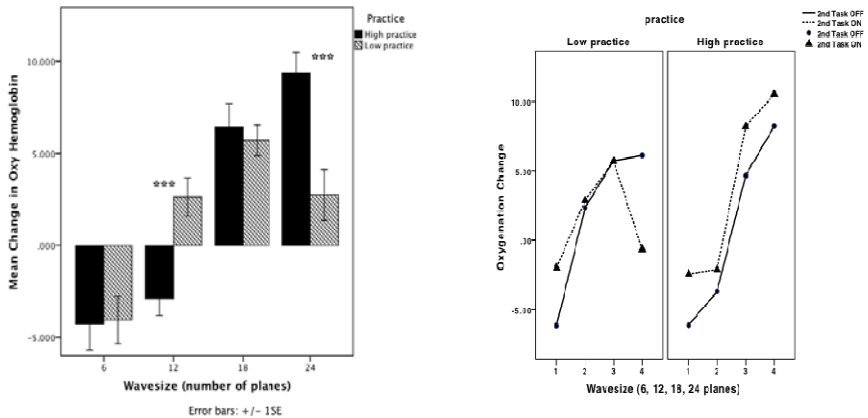 Practice
High practice
Low practice
Mean Change in Oxy Hemoglobin
10.000
5.000
.000
-5.000
***
***
6
12
18
24
Wavesize (number of planes)
Error bars: +/- 1SE
2nd Task OFF
2nd Task ON
2nd Task OFF
2nd Task ON
practice
Low practice
High practice
Oxygenation Change
10.00
5.00
.00
-5.00
1 2 3 4
1 2 3 4
Wavesize (6, 12, 18, 24 planes)